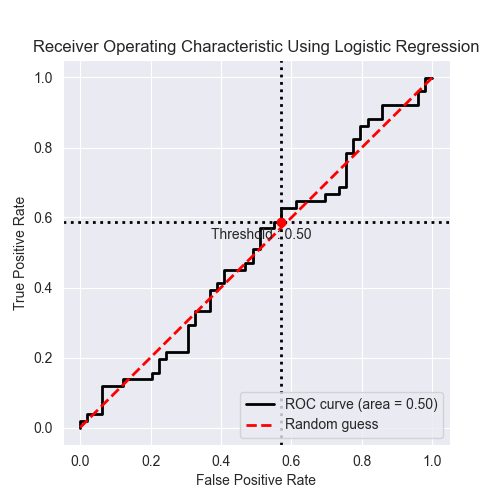 Receiver Operating Characteristic Using Logistic Regression
True Positive Rate
1.0
0.8
0.6
0.4
0.2
0.0
Threshold 0.50
ROC curve (area = 0.50)
Random guess
0.0 0.2 0.4 0.6 0.8 1.0
False Positive Rate